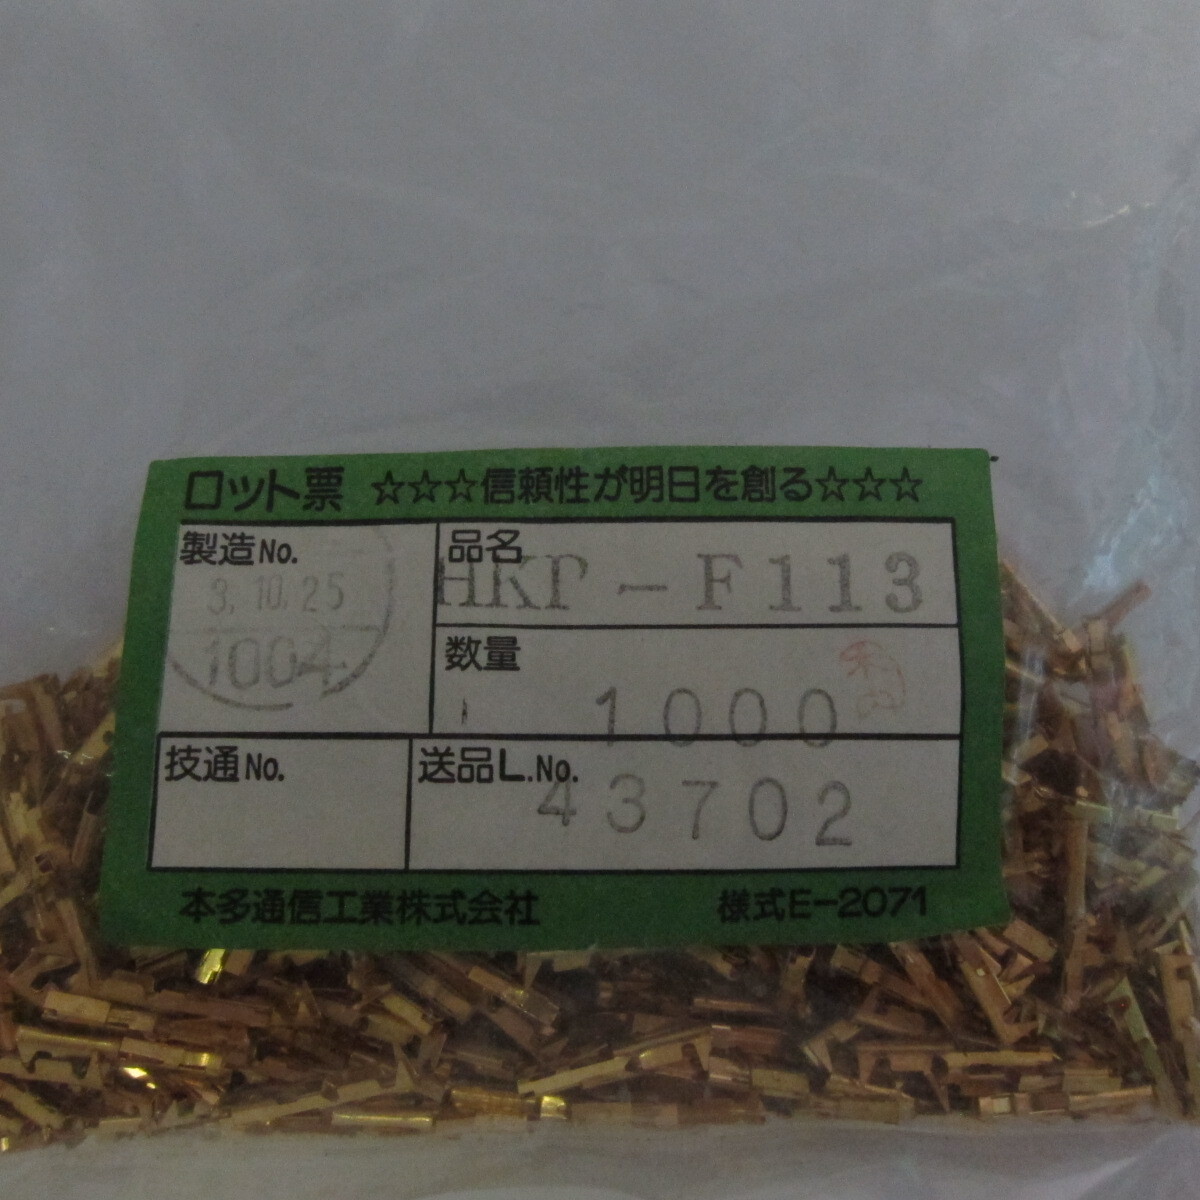 ロット票 ☆☆☆信頼性が明日を創る☆☆☆
製造No.
3.10.25
1004
品名
HKP-F113
数量
1000
技通No.
送品L.No.
43702
本多通信工業株式会社 様式E-2071